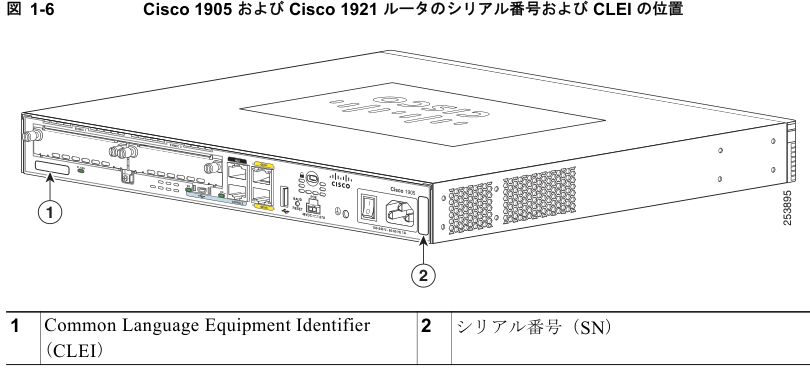 図 1-6 Cisco 1905 および Cisco 1921 ルータのシリアル番号および CLEI の位置
CISCO
Cisco 1905
1
2
253895
1 Common Language Equipment Identifier (CLEI)
2 シリアル番号（SN）